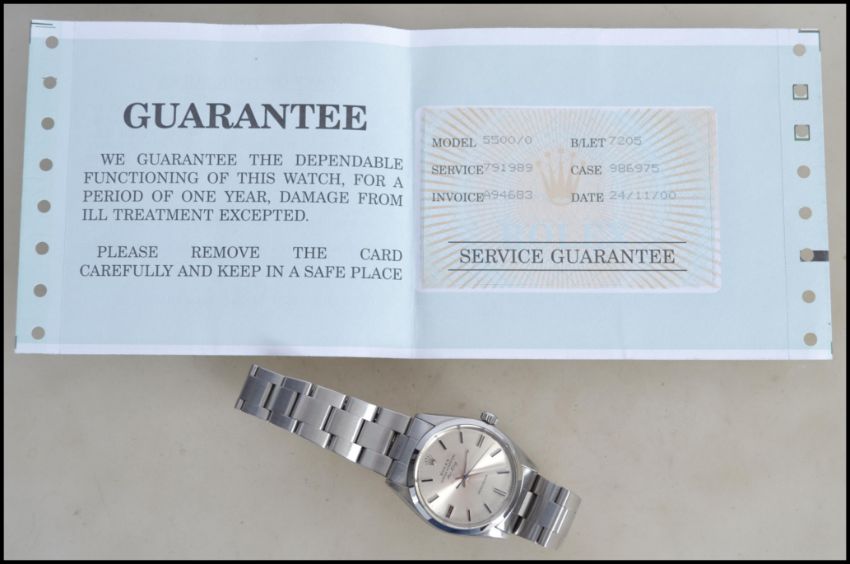 GUARANTEE
WE GUARANTEE THE DEPENDABLE
FUNCTIONING OF THIS WATCH, FOR A
PERIOD OF ONE YEAR, DAMAGE FROM
ILL TREATMENT EXCEPTED.
PLEASE REMOVE THE CARD
CAREFULLY AND KEEP IN A SAFE PLACE
MODEL 5500/0 B/LET 7205
SERVICE 791989 CASE 986975
INVOICE A94683 DATE 24/11/00
ROLEX
SERVICE GUARANTEE
ROLEX